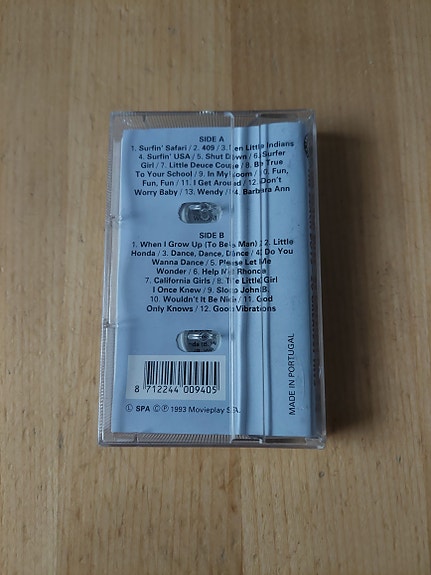 SIDE A
1. Surfin' Safari / 2. 409 / 3. Ten Little Indians
4. Surfin' USA / 5. Shut Down / 6. Surfer
Girl / 7. Little Deuce Coupe / 8. Be True
To Your School / 9. In My Room / 10. Fun,
Fun, Fun / 11. I Get Around / 12. Don't
Worry Baby / 13. Wendy / 14. Barbara Ann
SIDE B
1. When I Grow Up (To Be a Man) / 2. Little
Honda / 3. Dance, Dance, Dance / 4. Do You
Wanna Dance / 5. Please Let Me
Wonder / 6. Help Me Rhonda
7. California Girls / 8. The Little Girl
I Once Knew / 9. Sloop John B.
10. Wouldn't It Be Nice / 11. God
Only Knows / 12. Good Vibrations
8 712244 009405
Ⓛ SPA Ⓒ Ⓟ 1993 Movieplay S.A.
MADE IN PORTUGAL